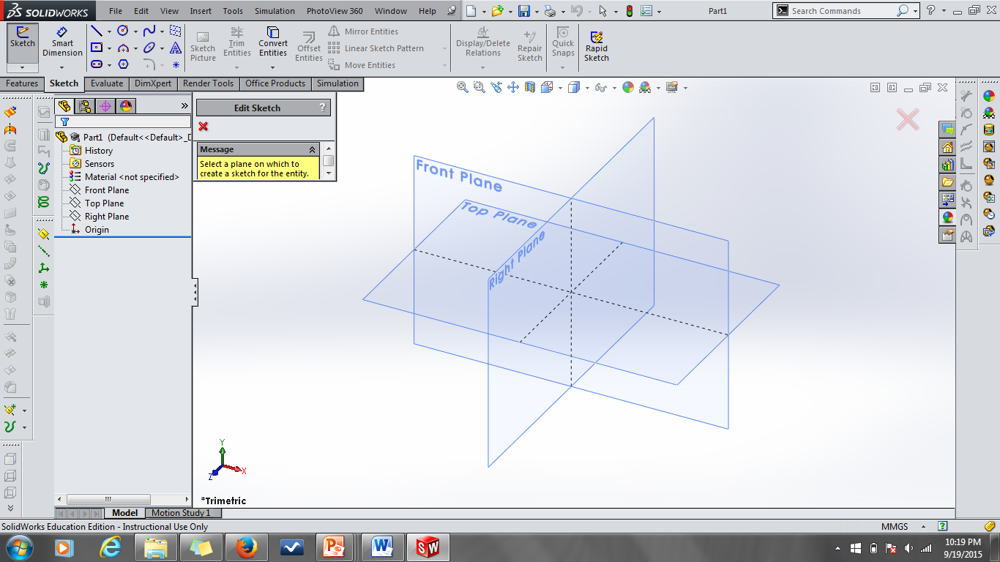 SOLIDWORKS
File Edit View Insert Tools Simulation PhotoView 360 Window Help
Part1
Search Commands
Sketch
Smart
Dimension
Sketch
Picture
Trim
Entities
Convert
Entities
Offset
Entities
Mirror Entities
Linear Sketch Pattern
Move Entities
Display/Delete
Relations
Repair
Sketch
Quick
Snaps
Rapid
Sketch
Features Sketch Evaluate DimXpert Render Tools Office Products Simulation
Part1 (Default<<Default>_D
History
Sensors
Material <not specified>
Front Plane
Top Plane
Right Plane
Origin
Edit Sketch ?
Message
Select a plane on which to
create a sketch for the entity.
Front Plane
Top Plane
Right Plane
Y
X
Z
*Trimetric
Model Motion Study 1
SolidWorks Education Edition - Instructional Use Only
MMGS
10:19 PM
9/19/2015